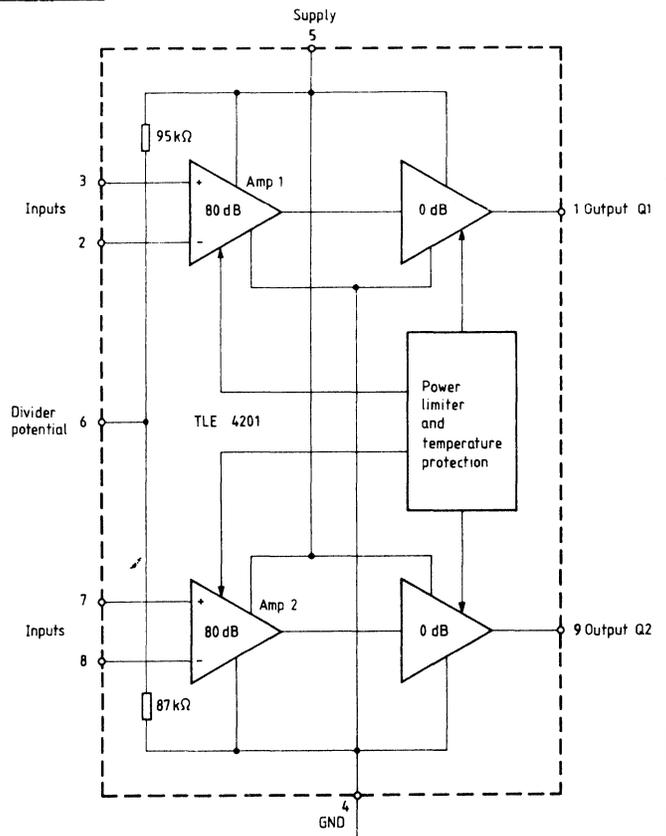 Supply
5
95kΩ
3
+
Amp 1
Inputs
80 dB
0 dB
1 Output Q1
2
−
Power
limiter
and
temperature
protection
Divider
potential
6
TLE 4201
7
+
Amp 2
Inputs
80 dB
0 dB
9 Output Q2
8
−
87kΩ
4
GND